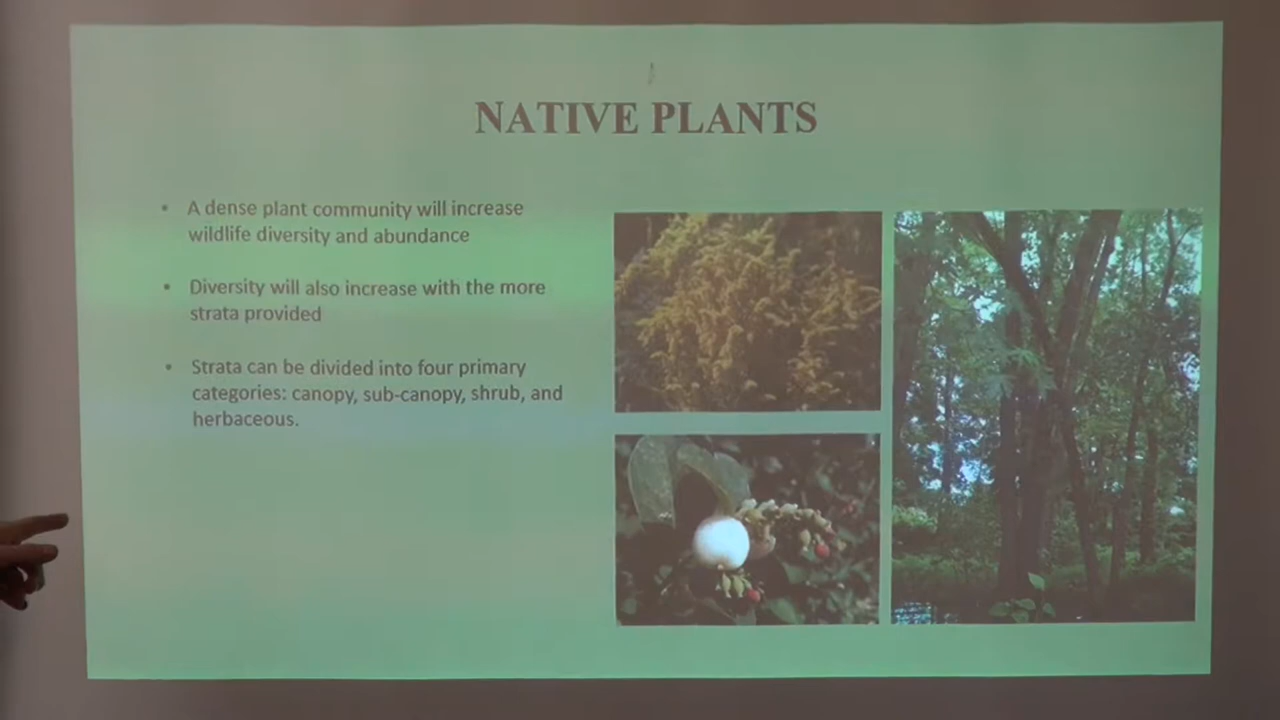 NATIVE PLANTS
• A dense plant community will increase
wildlife diversity and abundance
• Diversity will also increase with the more
strata provided
• Strata can be divided into four primary
categories: canopy, sub-canopy, shrub, and
herbaceous.